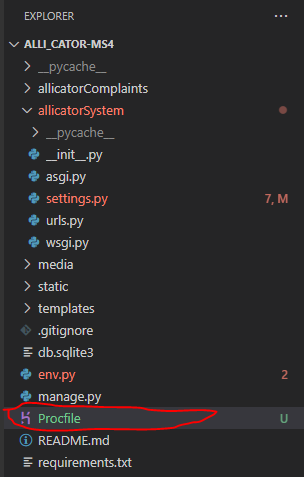 EXPLORER
ALLI_CATOR-MS4
__pycache__
allicatorComplaints
allicatorSystem
__pycache__
__init__.py
asgi.py
settings.py 7, M
urls.py
wsgi.py
media
static
templates
.gitignore
db.sqlite3
env.py 2
manage.py
Procfile U
README.md
requirements.txt